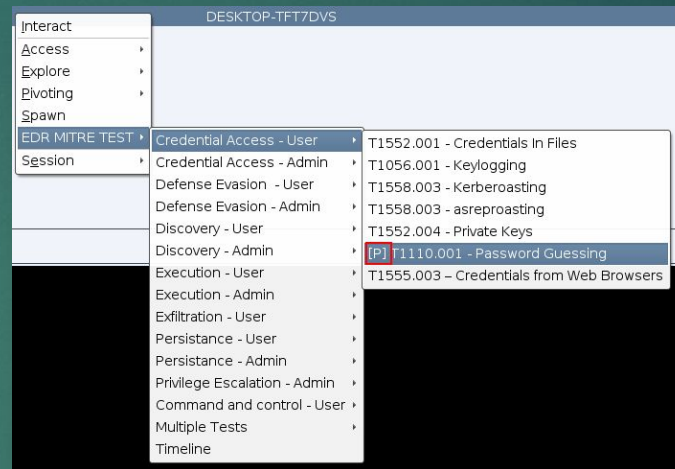 DESKTOP-TFT7DVS
Interact
Access
Explore
Pivoting
Spawn
EDR MITRE TEST
Session
Credential Access - User
Credential Access - Admin
Defense Evasion - User
Defense Evasion - Admin
Discovery - User
Discovery - Admin
Execution - User
Execution - Admin
Exfiltration - User
Persistance - User
Persistance - Admin
Privilege Escalation - Admin
Command and control - User
Multiple Tests
Timeline
T1552.001 - Credentials In Files
T1056.001 - Keylogging
T1558.003 - Kerberoasting
T1558.003 - asreproasting
T1552.004 - Private Keys
[P] T1110.001 - Password Guessing
T1555.003 – Credentials from Web Browsers